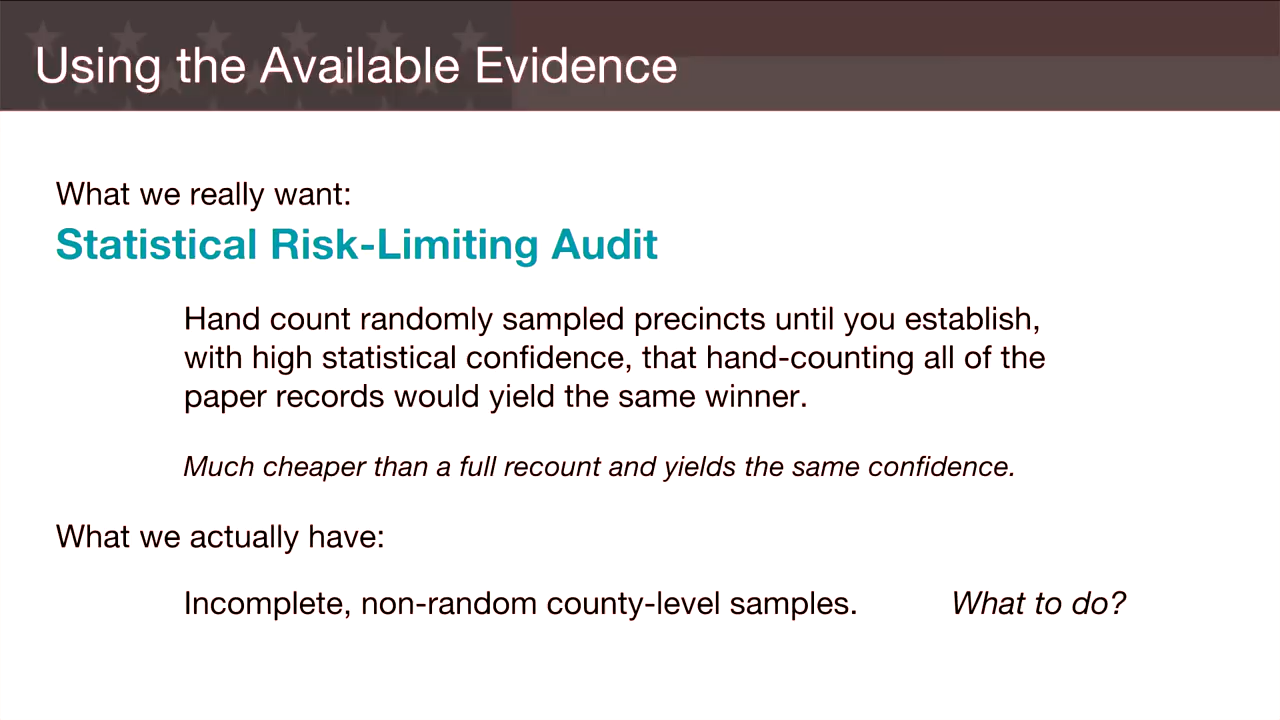 Using the Available Evidence
What we really want:
Statistical Risk-Limiting Audit
Hand count randomly sampled precincts until you establish,
with high statistical confidence, that hand-counting all of the
paper records would yield the same winner.
Much cheaper than a full recount and yields the same confidence.
What we actually have:
Incomplete, non-random county-level samples. What to do?